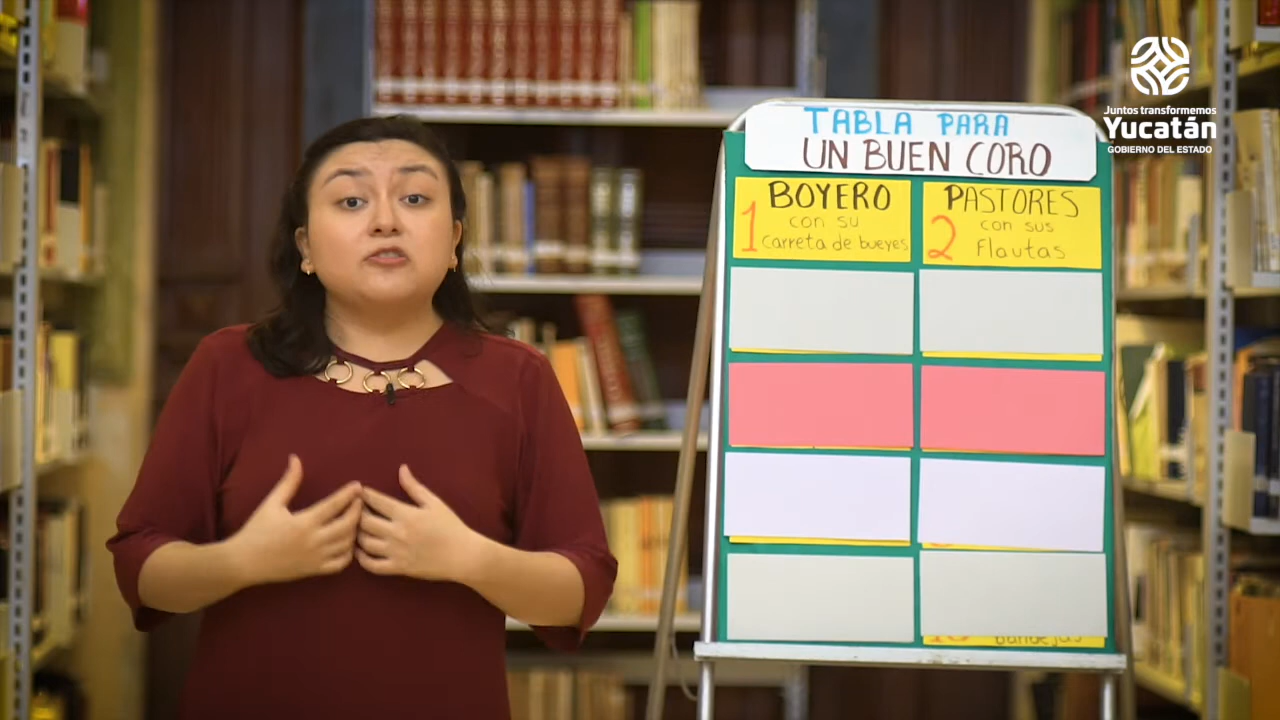 Juntos transformemos
Yucatán
GOBIERNO DEL ESTADO
TABLA PARA
UN BUEN CORO
1 BOYERO
con su
carreta de bueyes
2 PASTORES
con sus
flautas